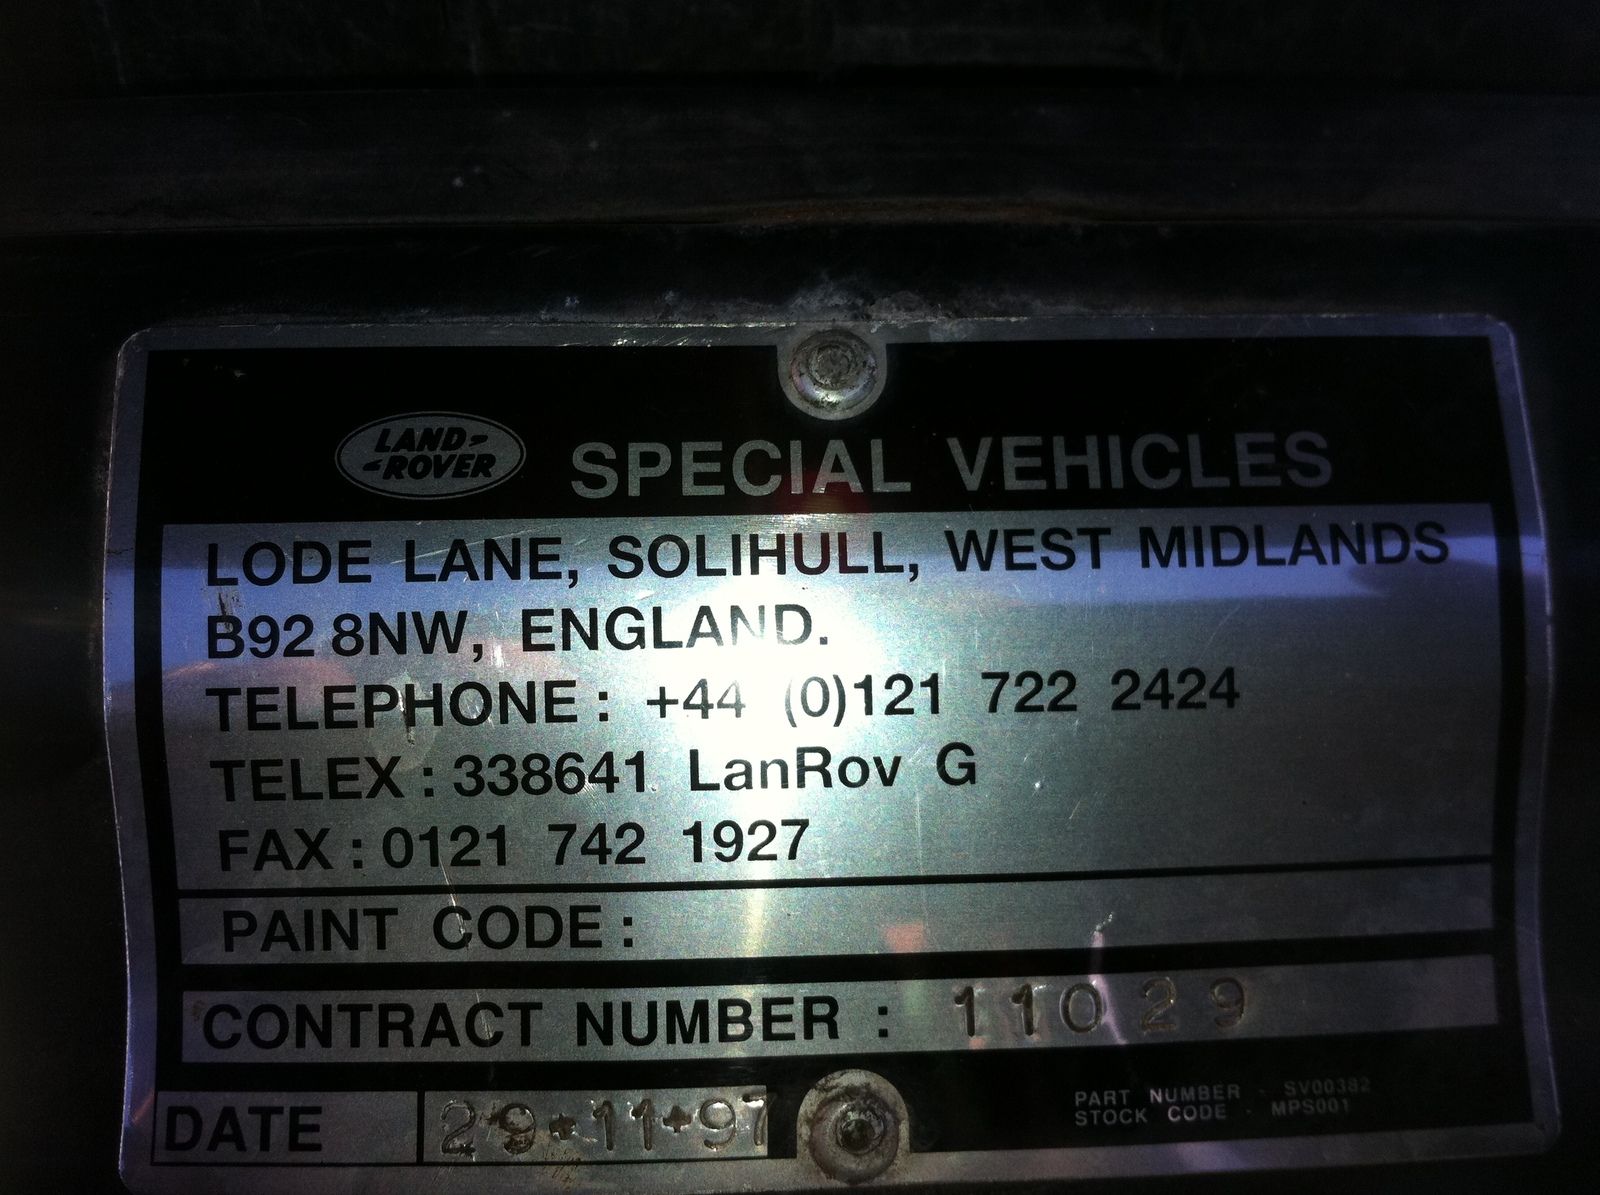 LAND-
-ROVER
SPECIAL VEHICLES
LODE LANE, SOLIHULL, WEST MIDLANDS
B92 8NW, ENGLAND.
TELEPHONE: +44 (0)121 722 2424
TELEX: 338641 LanRov G
FAX: 0121 742 1927
PAINT CODE:
CONTRACT NUMBER: 11029
DATE 29•11•97
PART NUMBER - SV00382
STOCK CODE - MPS001